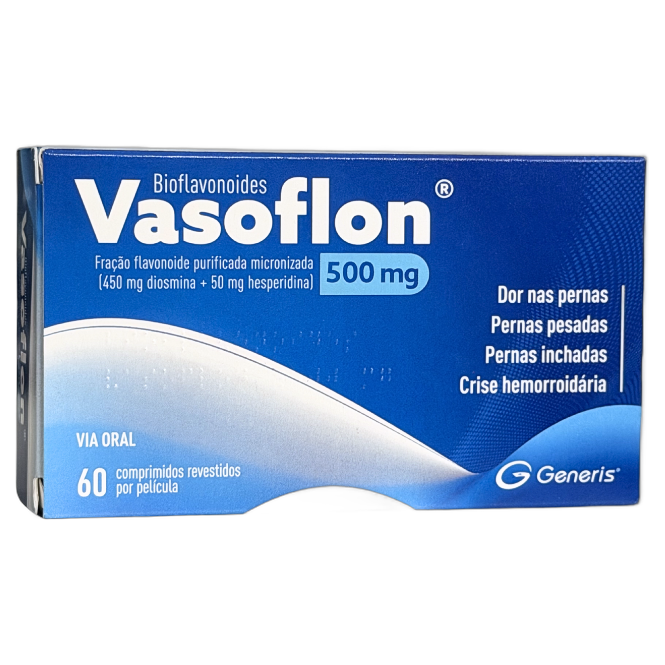 Bioflavonoides
Vasoflon®
Fração flavonoide purificada micronizada
(450 mg diosmina + 50 mg hesperidina)
500 mg
Dor nas pernas
Pernas pesadas
Pernas inchadas
Crise hemorroidária
VIA ORAL
60 comprimidos revestidos
por película
Generis®
Vasoflon®